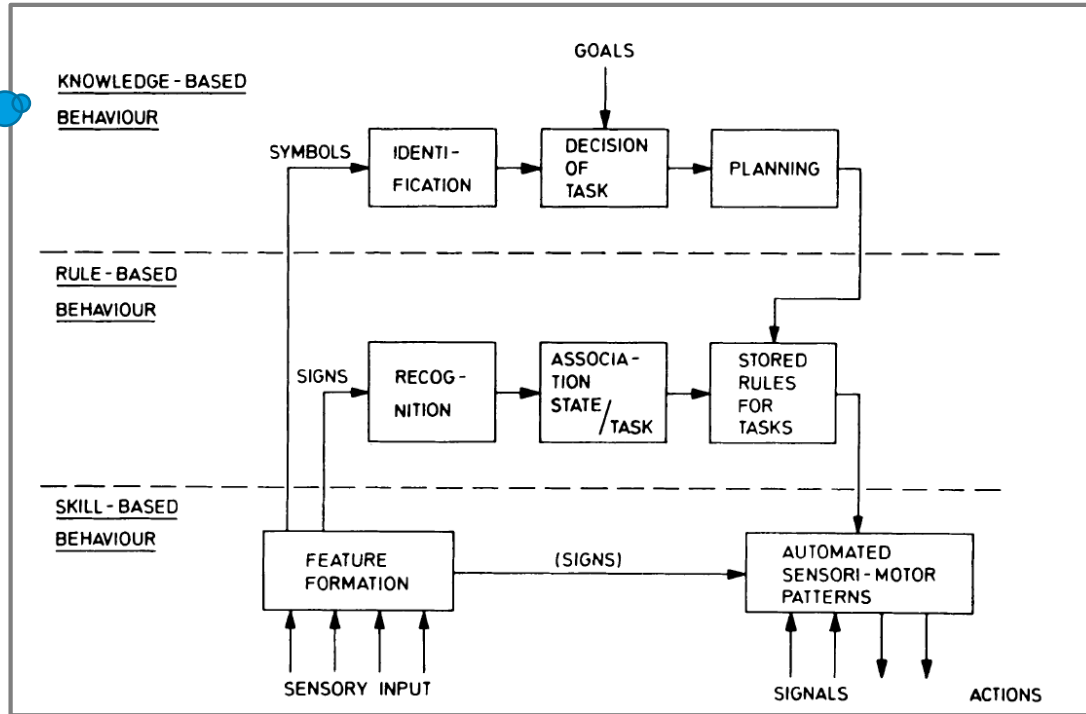 KNOWLEDGE-BASED
BEHAVIOUR
GOALS
SYMBOLS
IDENTI-
FICATION
DECISION
OF
TASK
PLANNING
RULE-BASED
BEHAVIOUR
SIGNS
RECOG-
NITION
ASSOCIA-
TION
STATE
/TASK
STORED
RULES
FOR
TASKS
SKILL-BASED
BEHAVIOUR
FEATURE
FORMATION
(SIGNS)
AUTOMATED
SENSORI-MOTOR
PATTERNS
SENSORY INPUT
SIGNALS
ACTIONS